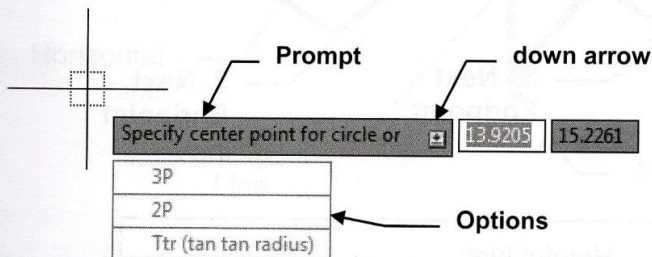 Prompt
down arrow
Specify center point for circle or
13.9205
15.2261
3P
2P
Ttr (tan tan radius)
Options